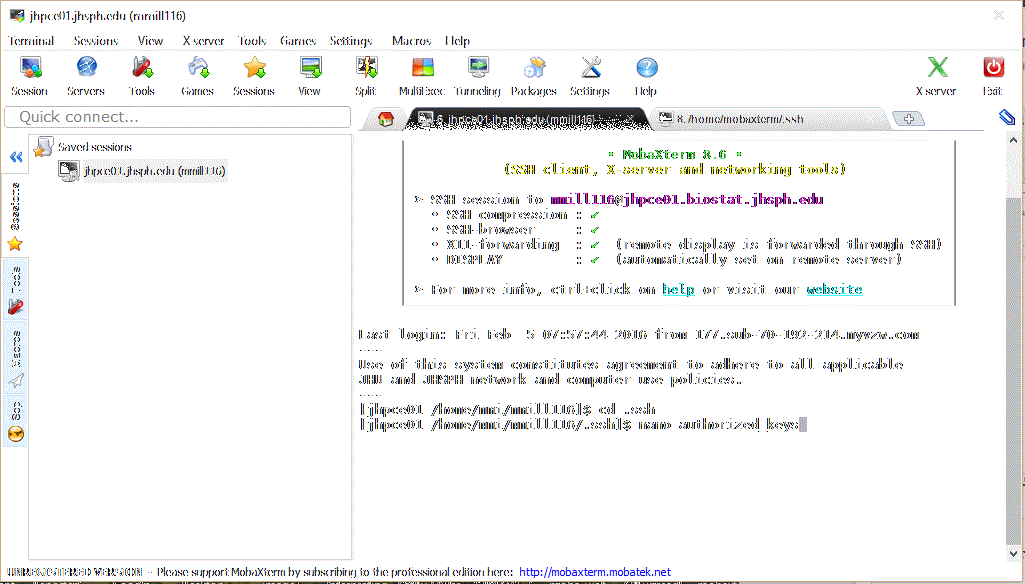 jhpce01.jhsph.edu (mmill116)
Terminal Sessions View X server Tools Games Settings Macros Help
Session Servers Tools Games Sessions View Split MultiExec Tunneling Packages Settings Help X server Exit
Quick connect...
6. jhpce01.jhsph.edu (mmill116)
8. /home/mobaxterm/.ssh
Saved sessions
jhpce01.jhsph.edu (mmill116)
Sessions
Tools
Macros
Sftp
• MobaXterm 8.6 •
(SSH client, X-server and networking tools)
➤ SSH session to mmill116@jhpce01.biostat.jhsph.edu
• SSH compression : ✔
• SSH-browser : ✔
• X11-forwarding : ✔ (remote display is forwarded through SSH)
• DISPLAY : ✔ (automatically set on remote server)
➤ For more info, ctrl+click on help or visit our website
Last login: Fri Feb 5 07:57:44 2016 from 177.sub-70-192-214.myvzw.com
-----
Use of this system constitutes agreement to adhere to all applicable
JHU and JHSPH network and computer use policies.
-----
[jhpce01 /home/mmi/mmill116]$ cd .ssh
[jhpce01 /home/mmi/mmill116/.ssh]$ nano authorized_keys
UNREGISTERED VERSION - Please support MobaXterm by subscribing to the professional edition here: http://mobaxterm.mobatek.net